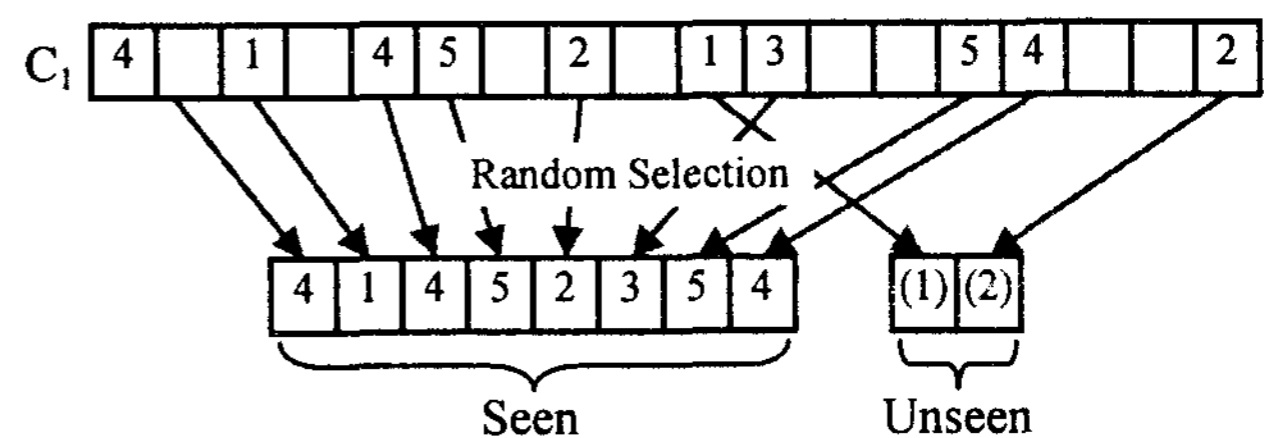 C₁ 4 1 4 5 2 1 3 5 4 2
Random Selection
4 1 4 5 2 3 5 4 (1) (2)
Seen Unseen